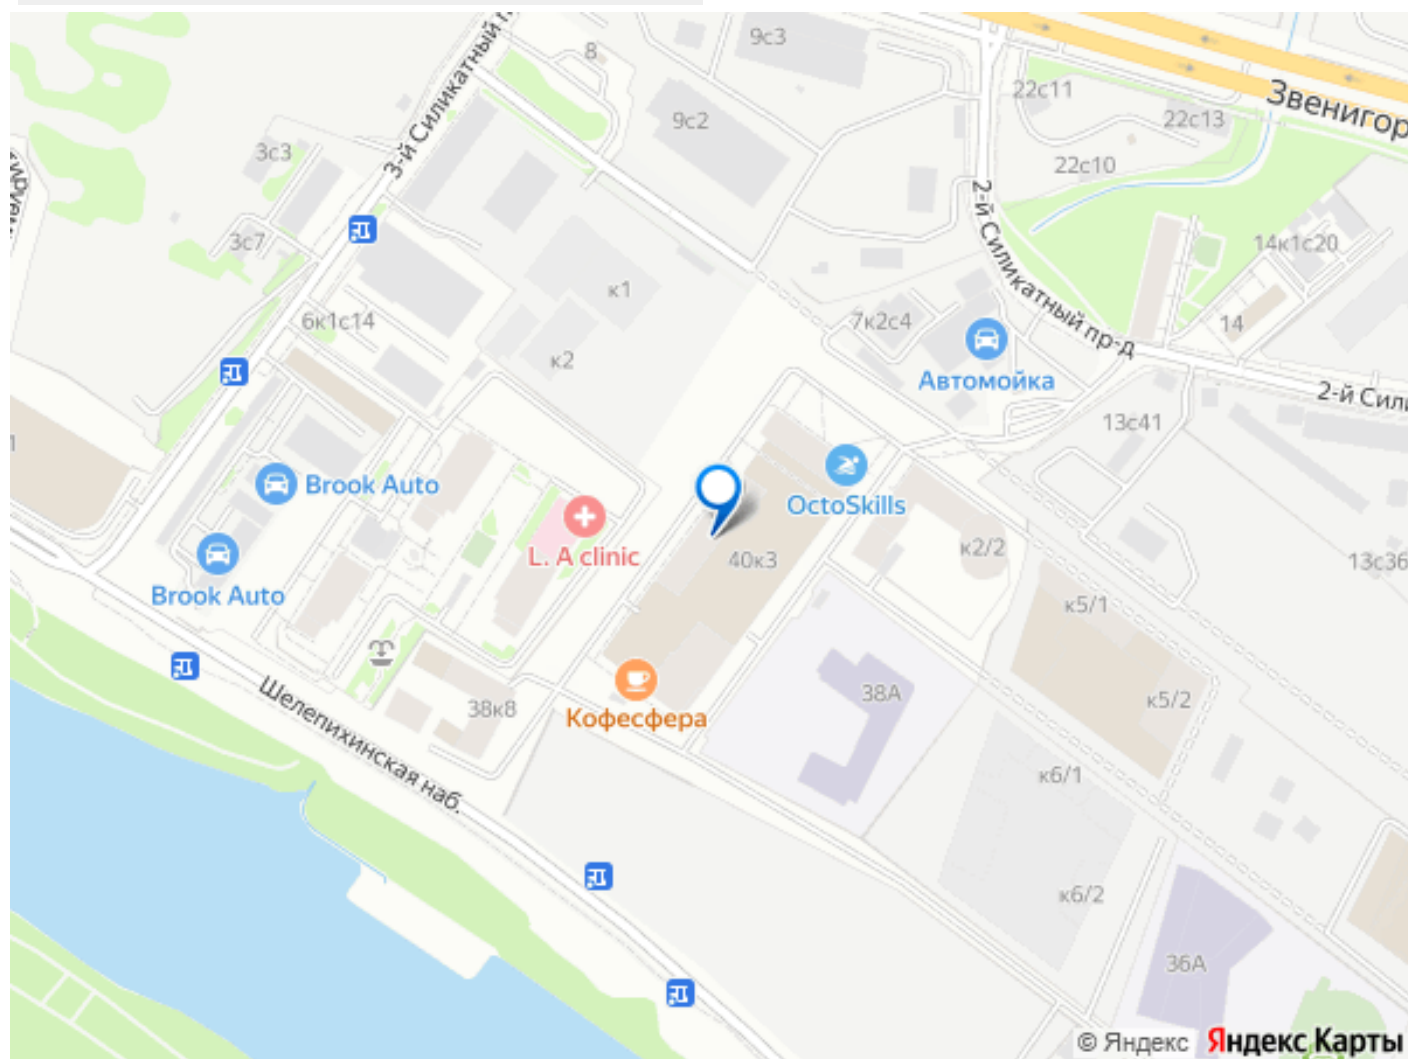 9с3
8
3-й Силикатный п
22с11
Звенигор
9с2
22с13
3с3
22с10
2-й Силикатный пр-д
3с7
14к1с20
к1
6к1с14
7к2с4
14
к2
Автомойка
2-й Сили
13с41
1
Brook Auto
OctoSkills
L. A clinic
к2/2
40к3
13с36
Brook Auto
к5/1
Шелепихинская наб.
38А
к5/2
38к8
Кофесфера
к6/1
к6/2
36А
© Яндекс Яндекс Карты